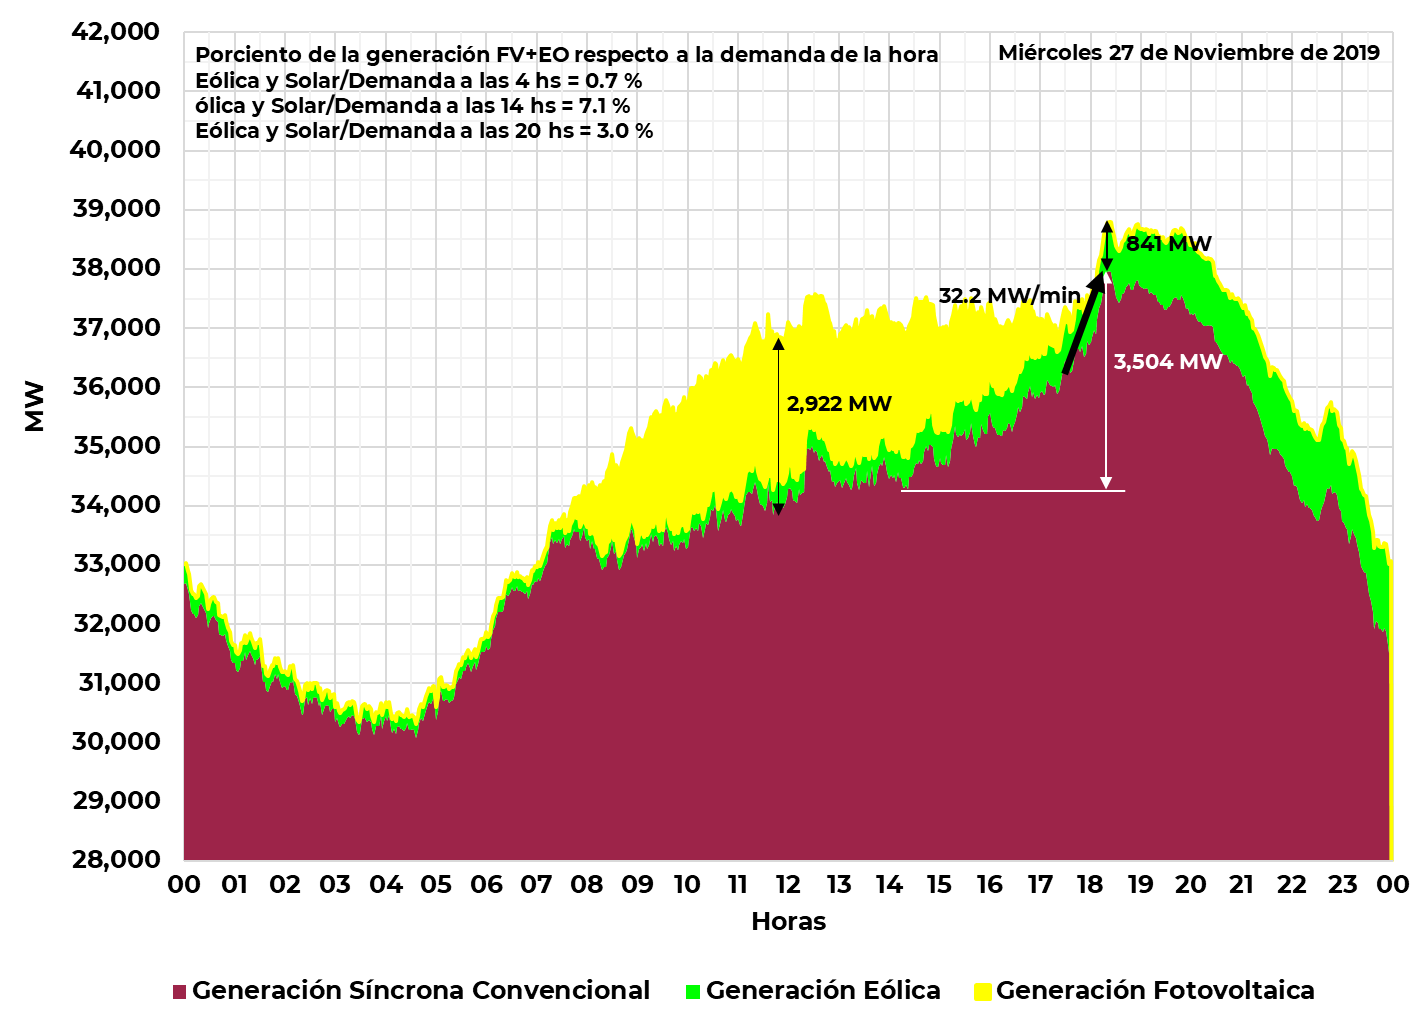 42,000
Porciento de la generación FV+EO respecto a la demanda de la hora
Miércoles 27 de Noviembre de 2019
Eólica y Solar/Demanda a las 4 hs = 0.7 %
41,000
ólica y Solar/Demanda a las 14 hs = 7.1 %
Eólica y Solar/Demanda a las 20 hs = 3.0 %
40,000
39,000
841 MW
38,000
32.2 MW/min
37,000
3,504 MW
36,000
2,922 MW
MW
35,000
34,000
33,000
32,000
31,000
30,000
29,000
28,000
00 01 02 03 04 05 06 07 08 09 10 11 12 13 14 15 16 17 18 19 20 21 22 23 00
Horas
Generación Síncrona Convencional Generación Eólica Generación Fotovoltaica